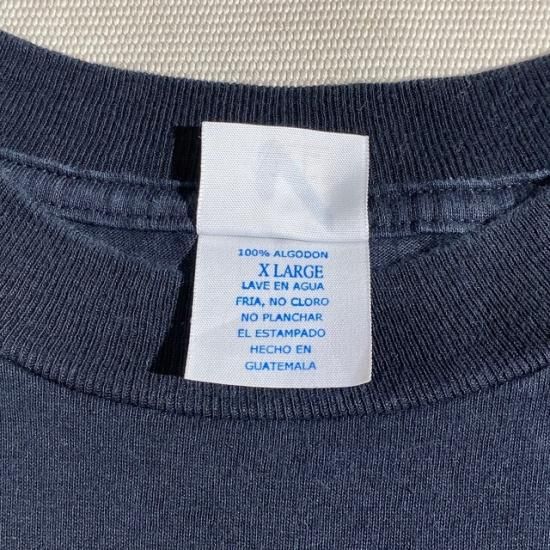 100% ALGODON
X LARGE
LAVE EN AGUA
FRIA, NO CLORO
NO PLANCHAR
EL ESTAMPADO
HECHO EN
GUATEMALA